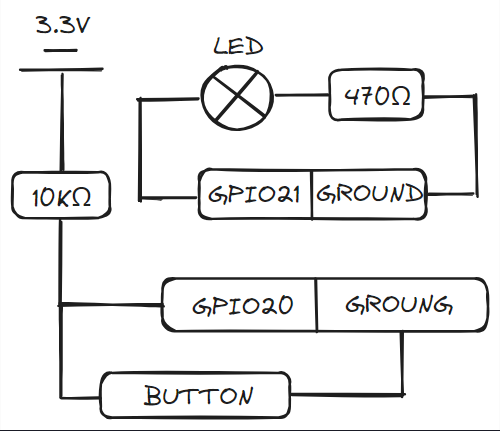 3.3V
LED
470Ω
10KΩ
GPIO21 GROUND
GPIO20 GROUNG
BUTTON